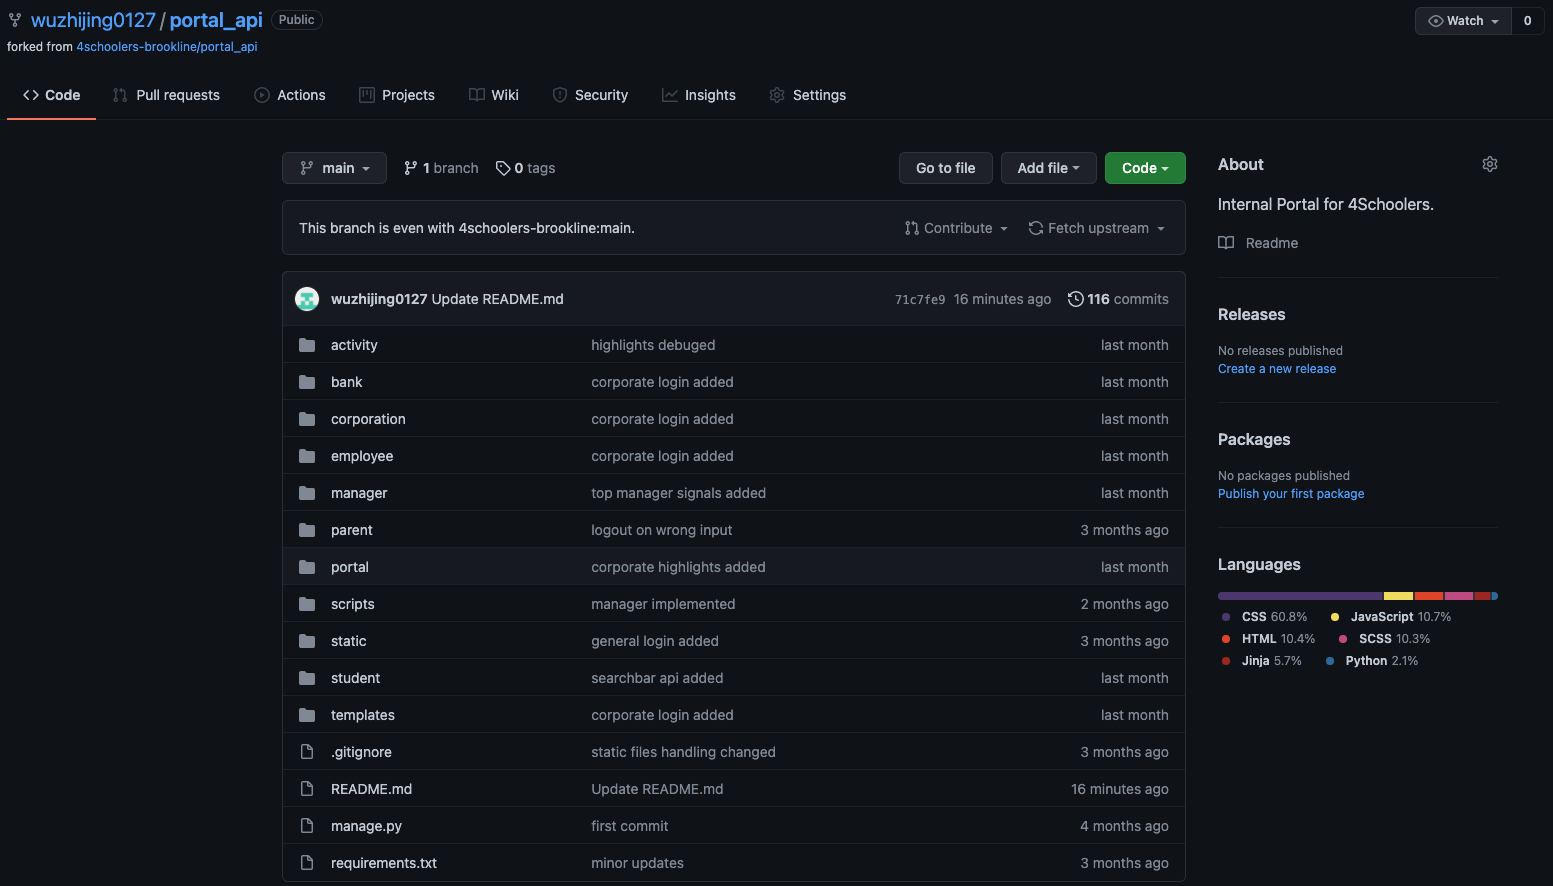 wuzhijing0127 / portal_api Public
Watch 0
forked from 4schoolers-brookline/portal_api
Code Pull requests Actions Projects Wiki Security Insights Settings
main 1 branch 0 tags Go to file Add file Code
This branch is even with 4schoolers-brookline:main. Contribute Fetch upstream
wuzhijing0127 Update README.md 71c7fe9 16 minutes ago 116 commits
activity highlights debuged last month
bank corporate login added last month
corporation corporate login added last month
employee corporate login added last month
manager top manager signals added last month
parent logout on wrong input 3 months ago
portal corporate highlights added last month
scripts manager implemented 2 months ago
static general login added 3 months ago
student searchbar api added last month
templates corporate login added last month
.gitignore static files handling changed 3 months ago
README.md Update README.md 16 minutes ago
manage.py first commit 4 months ago
requirements.txt minor updates 3 months ago
About
Internal Portal for 4Schoolers.
Readme
Releases
No releases published
Create a new release
Packages
No packages published
Publish your first package
Languages
CSS 60.8% JavaScript 10.7%
HTML 10.4% SCSS 10.3%
Jinja 5.7% Python 2.1%